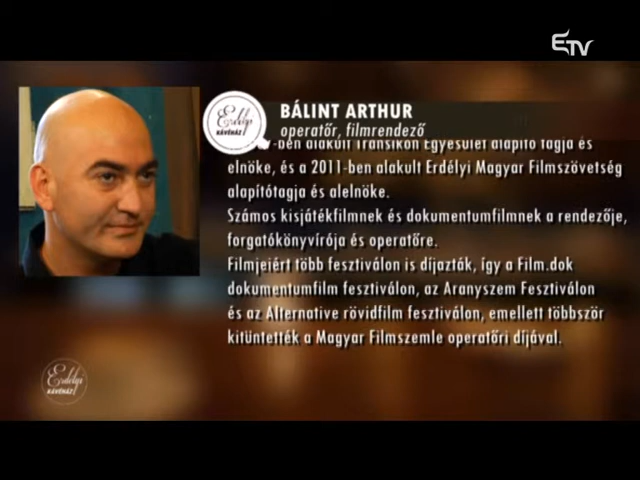 ETV
Erdélyi
KÁVÉHÁZ
BÁLINT ARTHUR
operatőr, filmrendező
-ben alakult Transikon Egyesület alapító tagja és
elnöke, és a 2011-ben alakult Erdélyi Magyar Filmszövetség
alapítótagja és alelnöke.
Számos kisjátékfilmnek és dokumentumfilmnek a rendezője,
forgatókönyvírója és operatőre.
Filmjeiért több fesztiválon is díjazták, így a Film.dok
dokumentumfilm fesztiválon, az Aranyszem Fesztiválon
és az Alternative rövidfilm fesztiválon, emellett többször
kitüntették a Magyar Filmszemle operatőri díjával.
Erdélyi
KÁVÉHÁZ